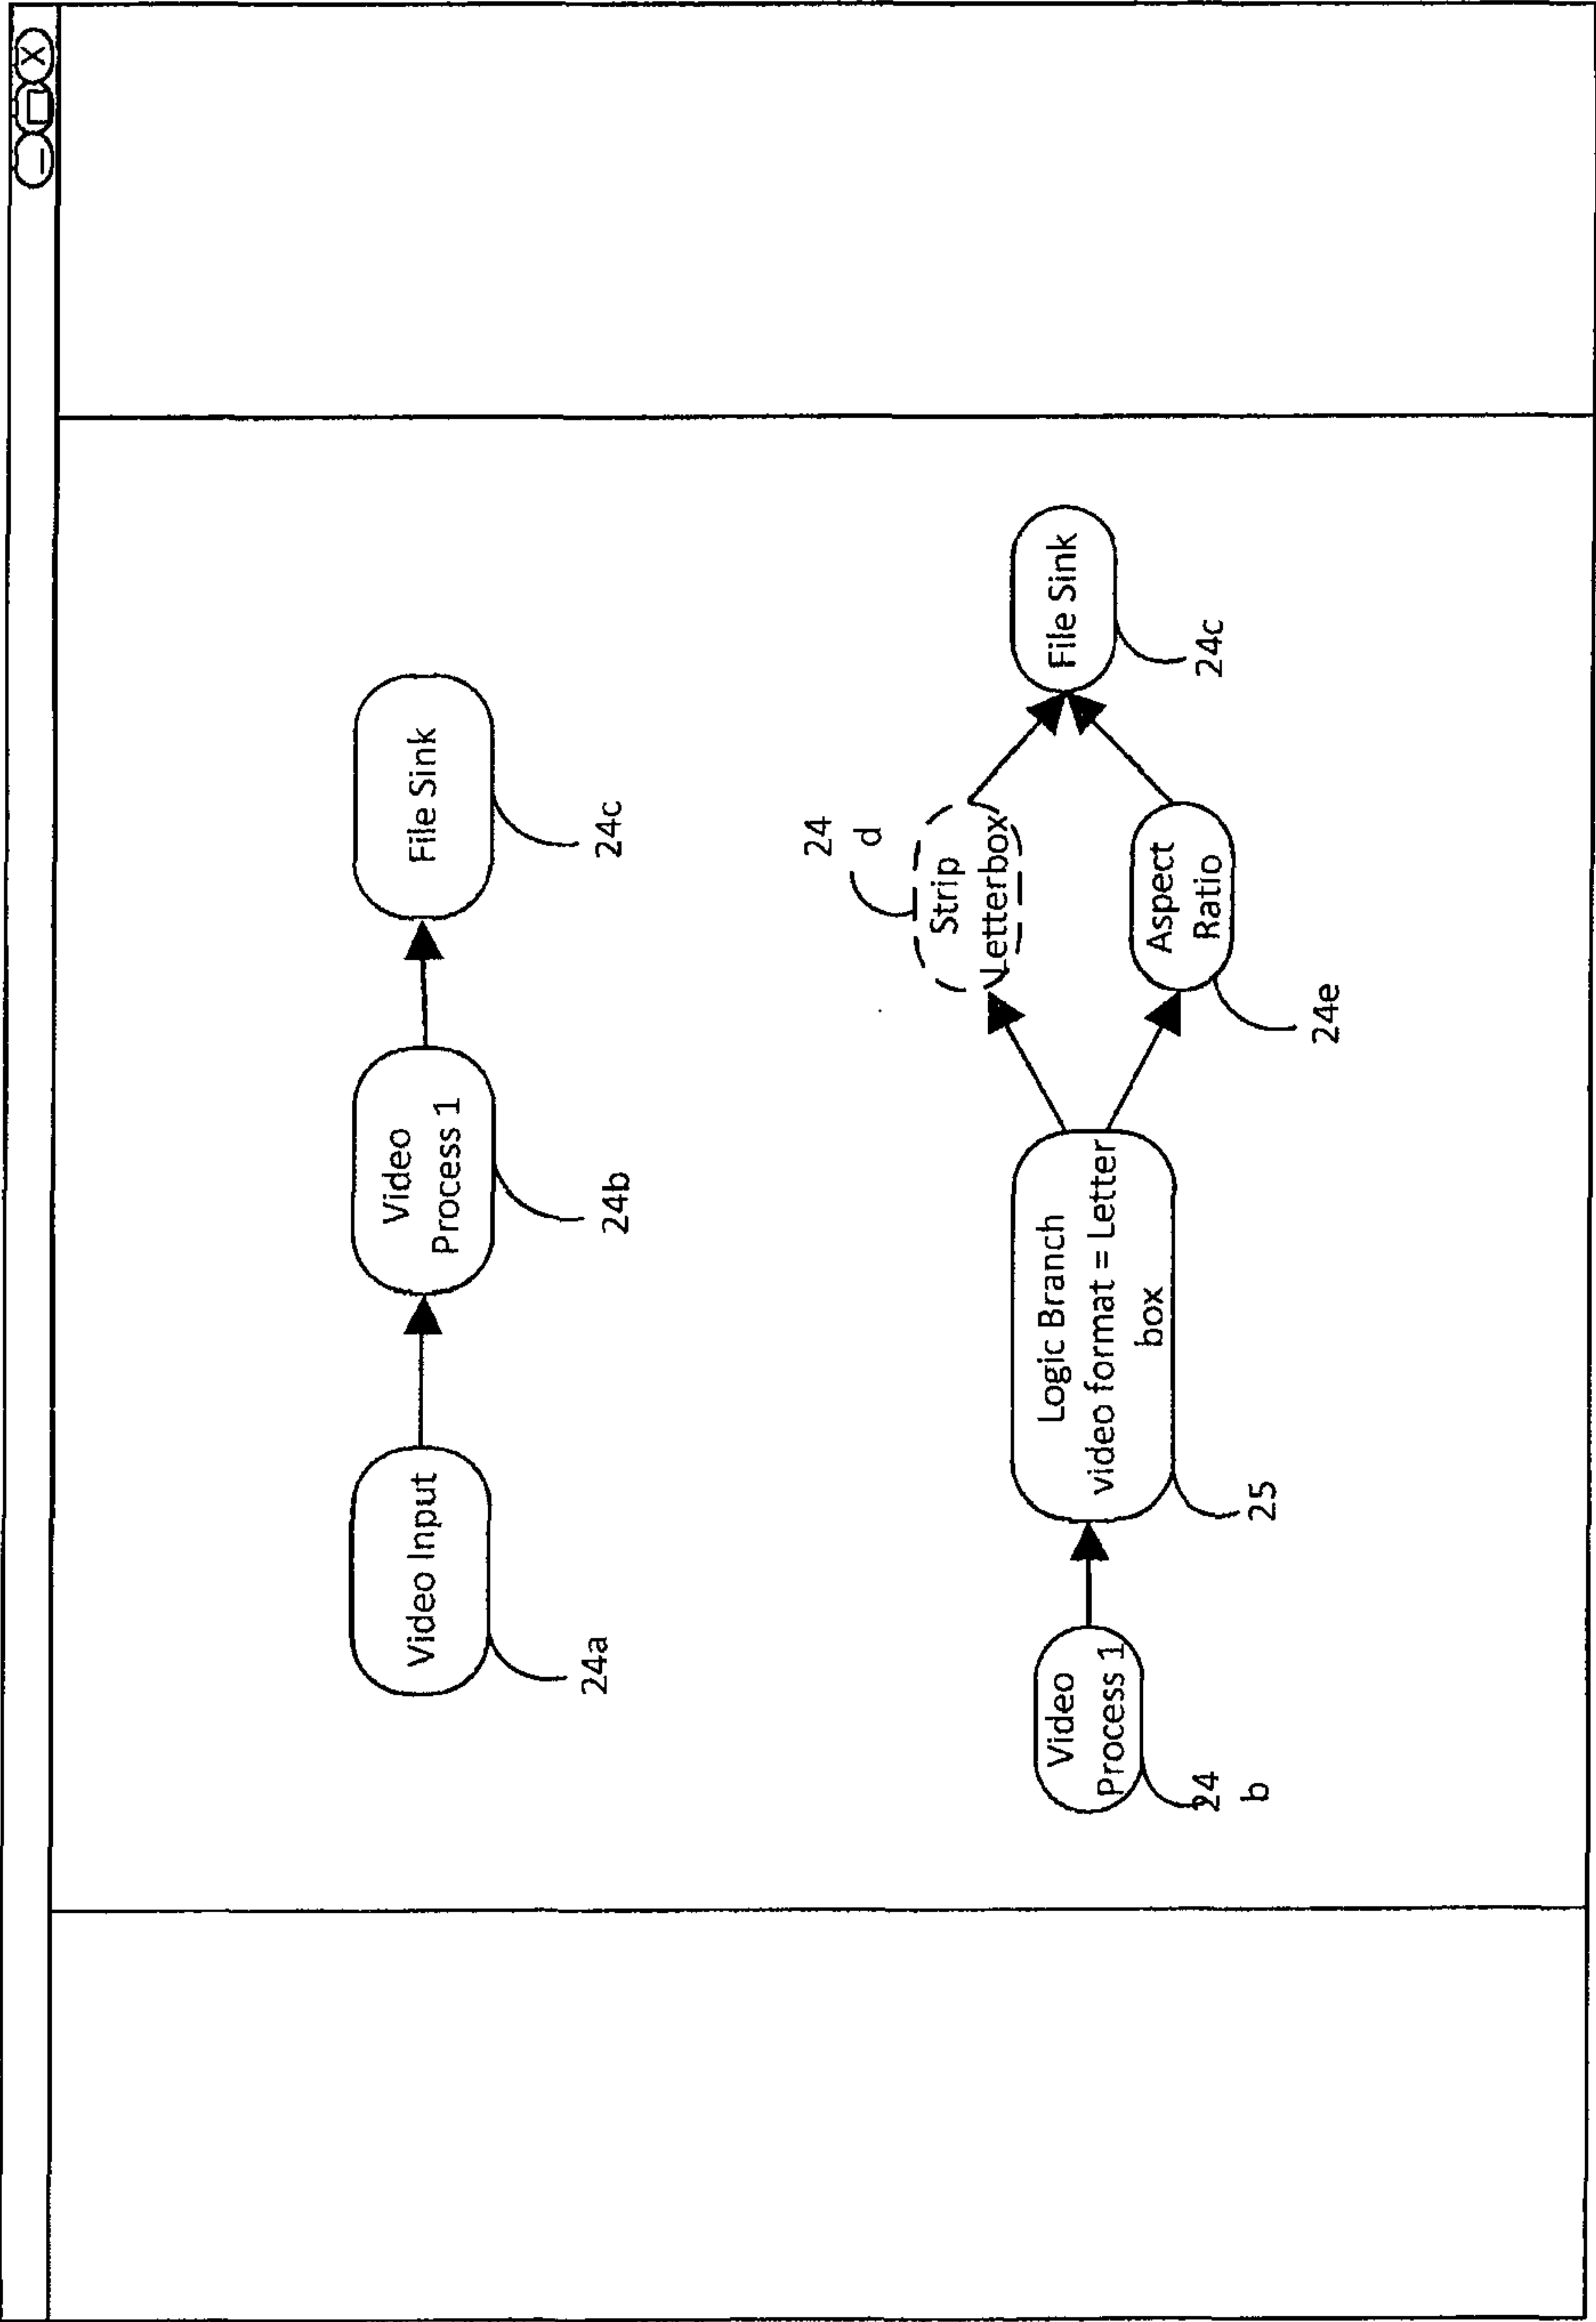 Video Input
24a
Video
Process 1
24b
File Sink
24c
Video
Process 1
24
b
Logic Branch
video format = Letter
box
25
24
d
Strip
Letterbox
Aspect
Ratio
24e
File Sink
24c